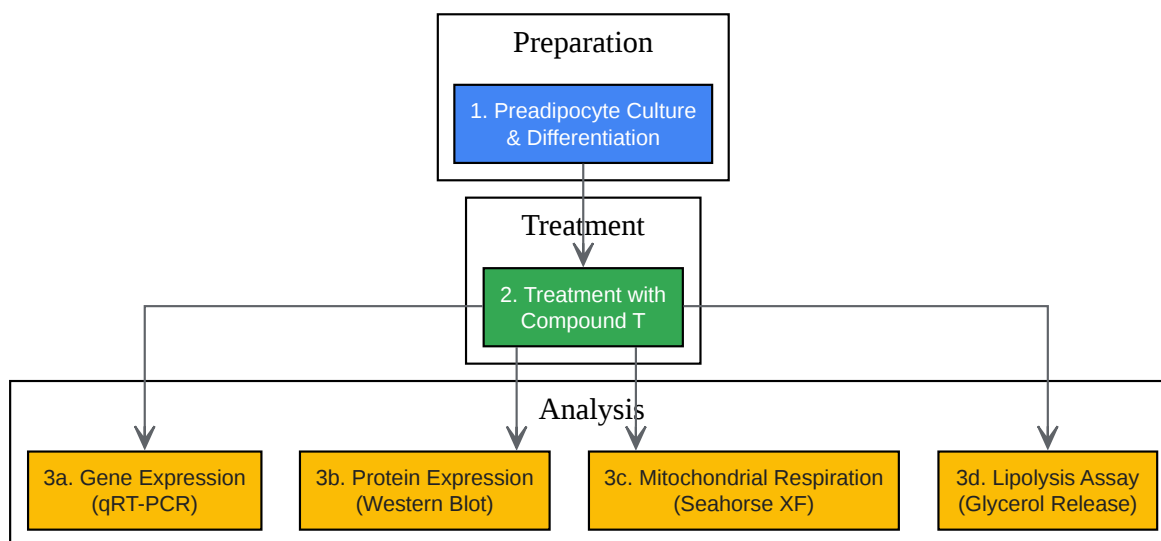 Preparation
1. Preadipocyte Culture
& Differentiation
Treatment
2. Treatment with
Compound T
Analysis
3a. Gene Expression
(qRT-PCR)
3b. Protein Expression
(Western Blot)
3c. Mitochondrial Respiration
(Seahorse XF)
3d. Lipolysis Assay
(Glycerol Release)